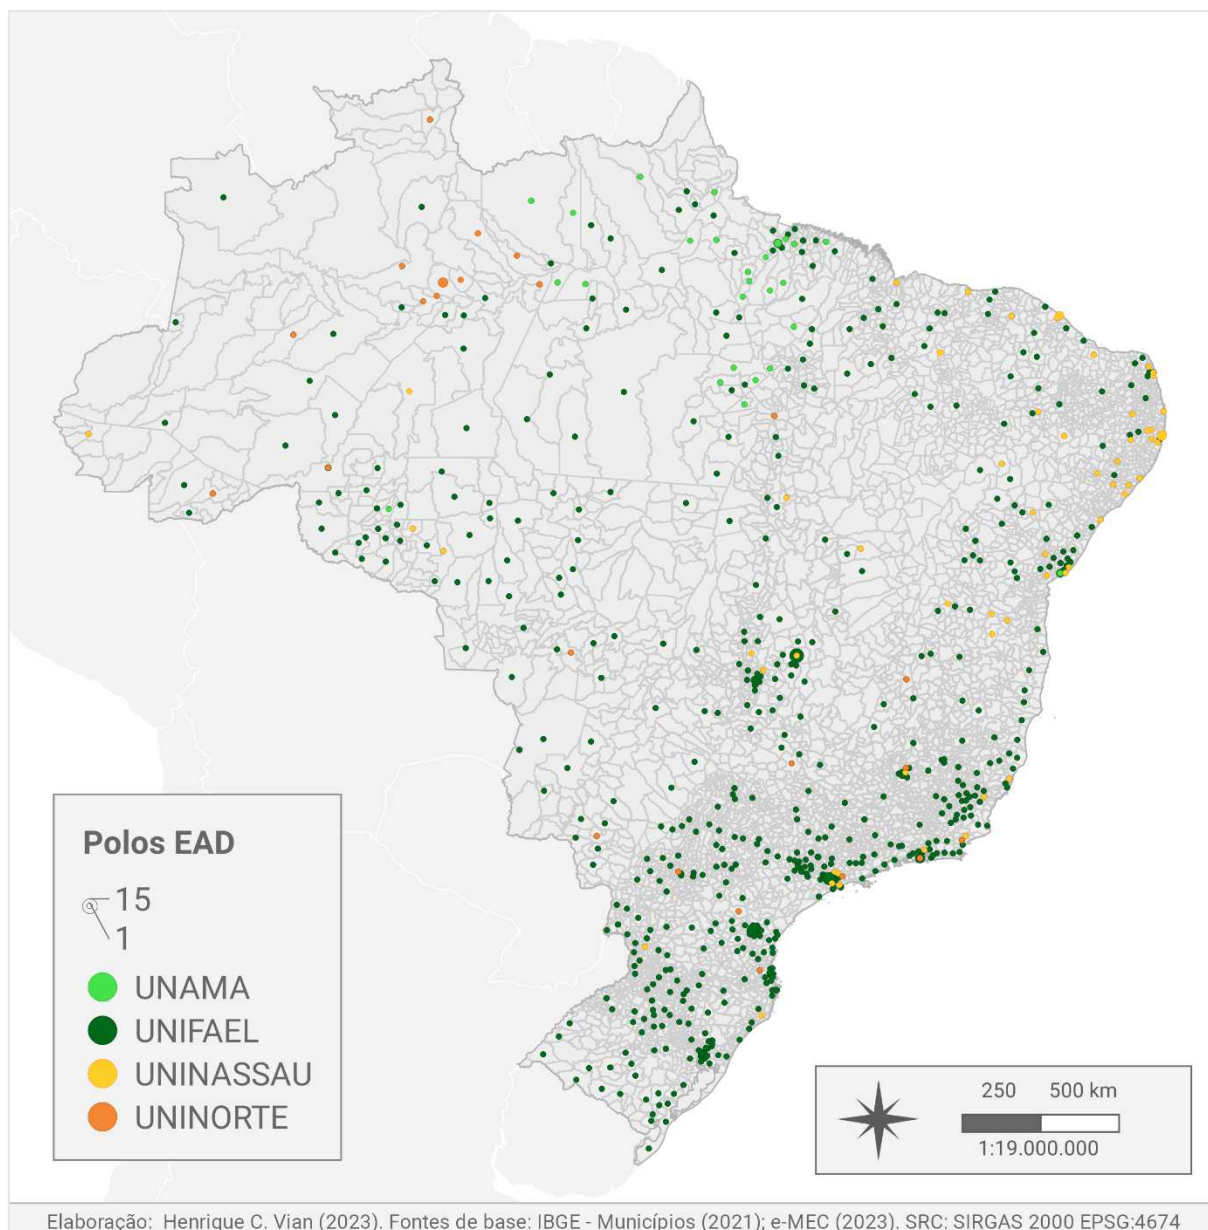 Polos EAD
15
1
UNAMA
UNIFAEL
UNINASSAU
UNINORTE
250 500 km
1:19.000.000
Elaboração: Henrique C. Vian (2023). Fontes de base: IBGE - Municípios (2021); e-MEC (2023). SRC: SIRGAS 2000 EPSG:4674